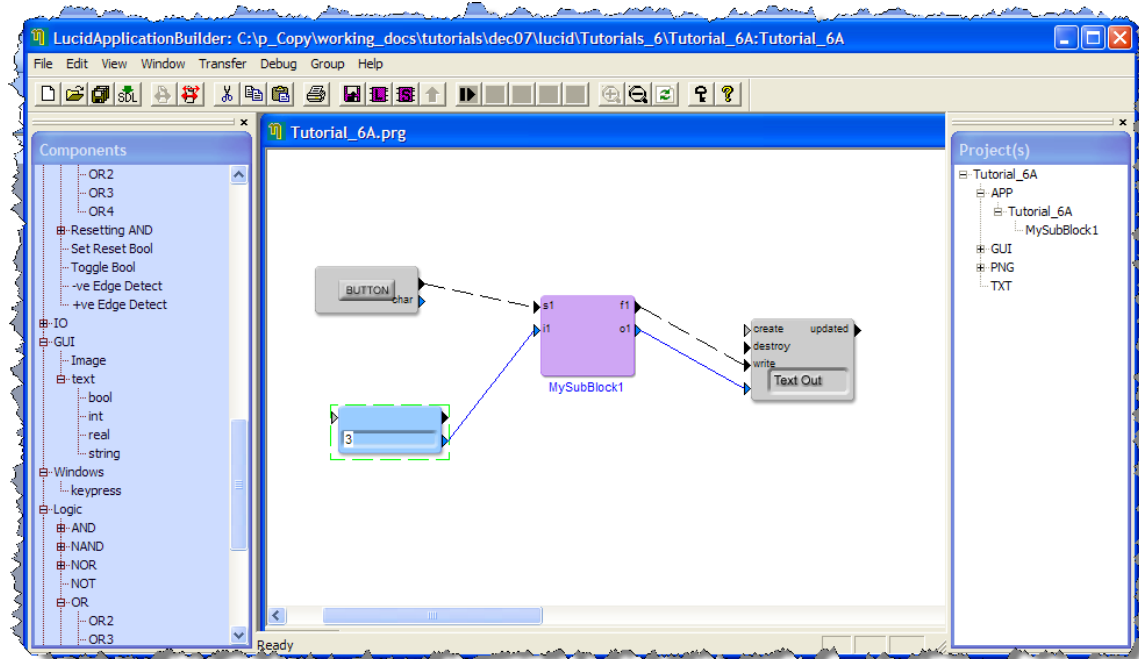 LucidApplicationBuilder: C:\p_Copy\working_docs\tutorials\dec07\lucid\Tutorials_6\Tutorial_6A:Tutorial_6A
File Edit View Window Transfer Debug Group Help
SDL
Components
OR2
OR3
OR4
Resetting AND
Set Reset Bool
Toggle Bool
-ve Edge Detect
+ve Edge Detect
IO
GUI
Image
text
bool
int
real
string
Windows
keypress
Logic
AND
NAND
NOR
NOT
OR
OR2
OR3
Tutorial_6A.prg
BUTTON
char
s1 f1
i1 o1
MySubBlock1
3
create updated
destroy
write
Text Out
Ready
Project(s)
Tutorial_6A
APP
Tutorial_6A
MySubBlock1
GUI
PNG
TXT